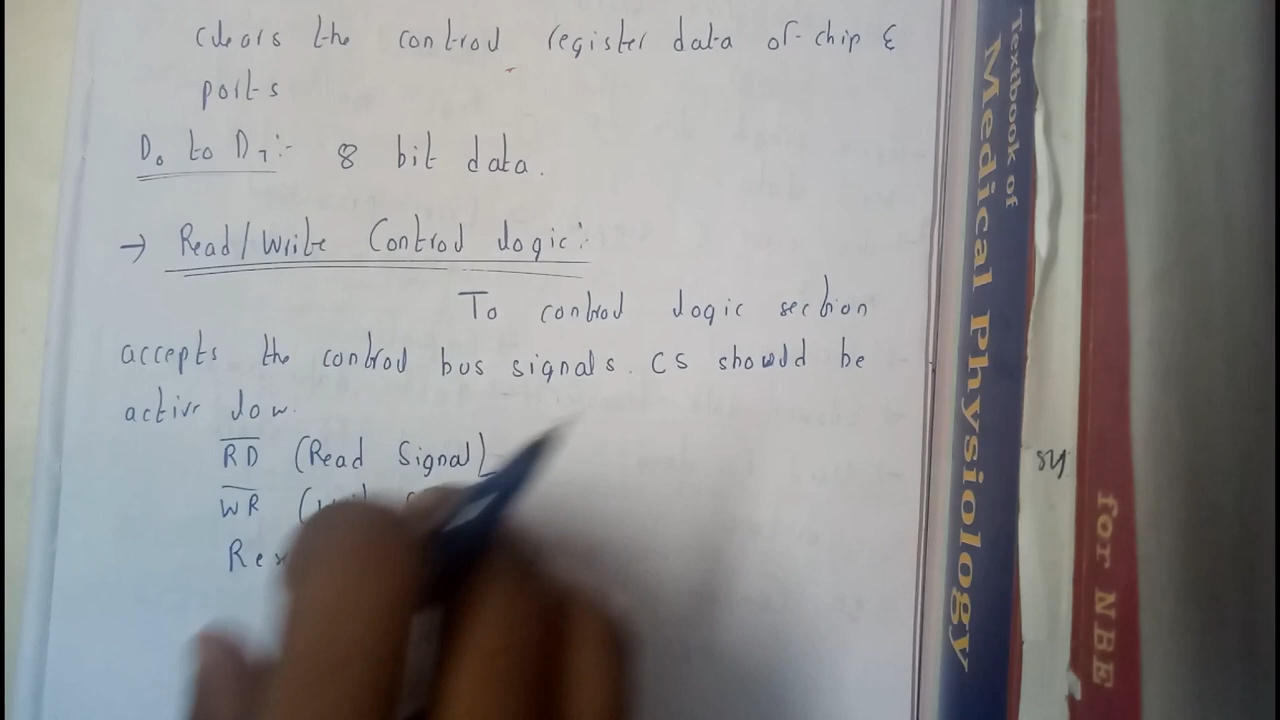 clears the control register data of chip &
ports
D₀ to D₇:- 8 bit data.
→ Read/Write Control logic:-
To control logic section
accepts the control bus signals. CS should be
active low.
RD (Read Signal)
WR (
Textbook of
Medical Physiology
for NBE